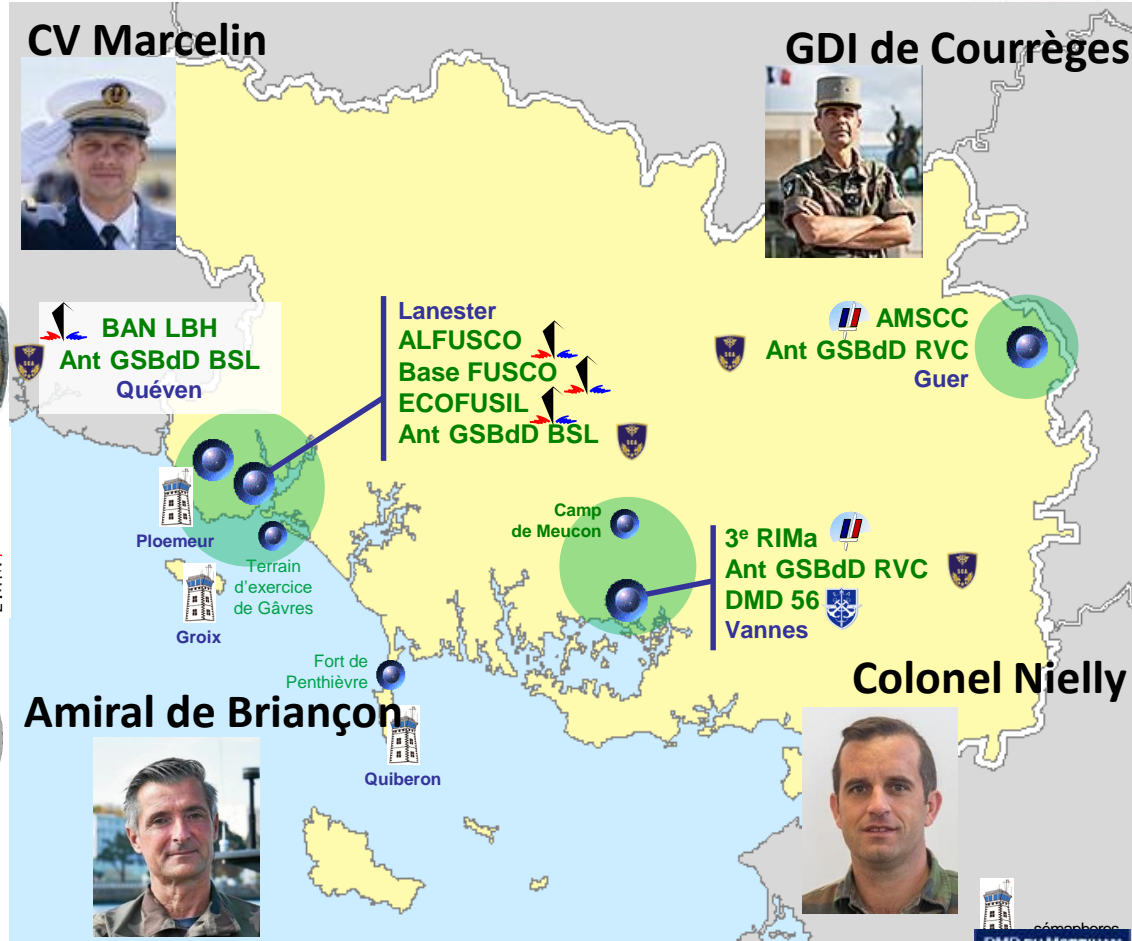 CV Marcelin
GDI de Courrèges
BAN LBH
Ant GSBdD BSL
Quéven
Lanester
ALFUSCO
Base FUSCO
ECOFUSIL
Ant GSBdD BSL
AMSCC
Ant GSBdD RVC
Guer
Ploemeur
Terrain
d'exercice
de Gâvres
Groix
Camp
de Meucon
3e RIMa
Ant GSBdD RVC
DMD 56
Vannes
Fort de
Penthièvre
Quiberon
Amiral de Briançon
Colonel Nielly
sémaphores